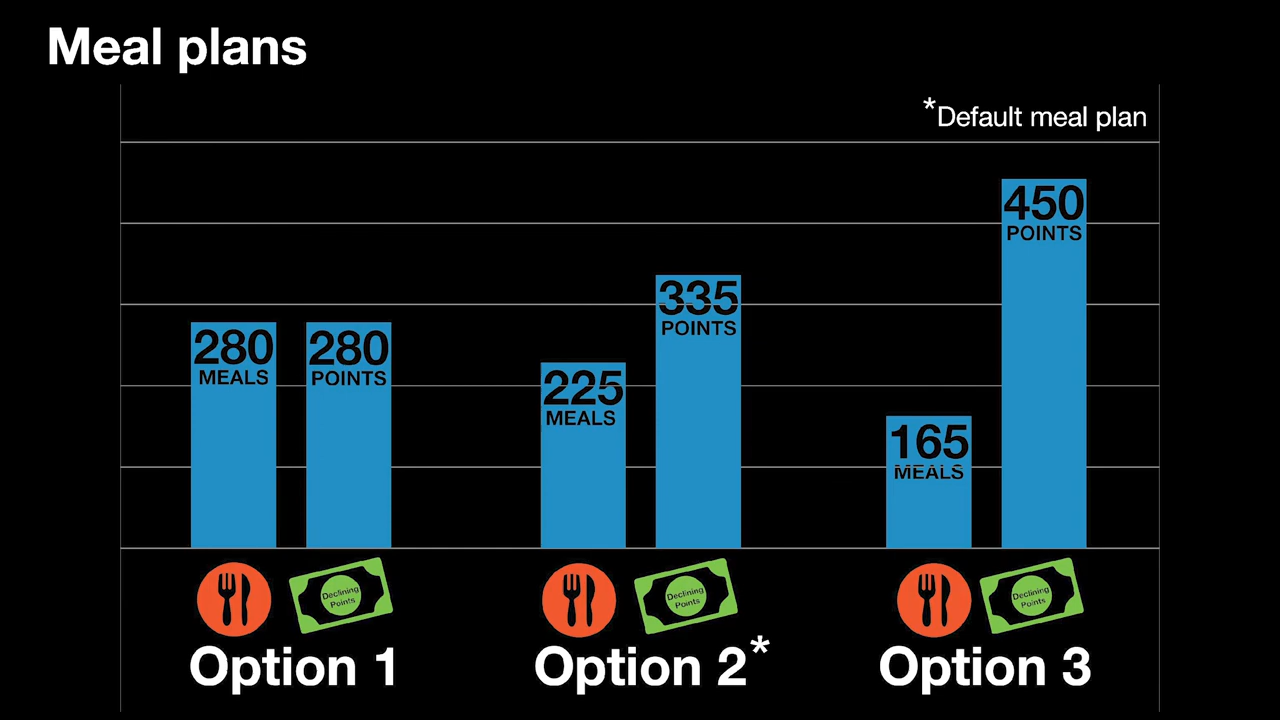 Meal plans
*Default meal plan
450
POINTS
335
POINTS
280
MEALS
280
POINTS
225
MEALS
165
MEALS
Declining
Points
Declining
Points
Declining
Points
Option 1
Option 2*
Option 3